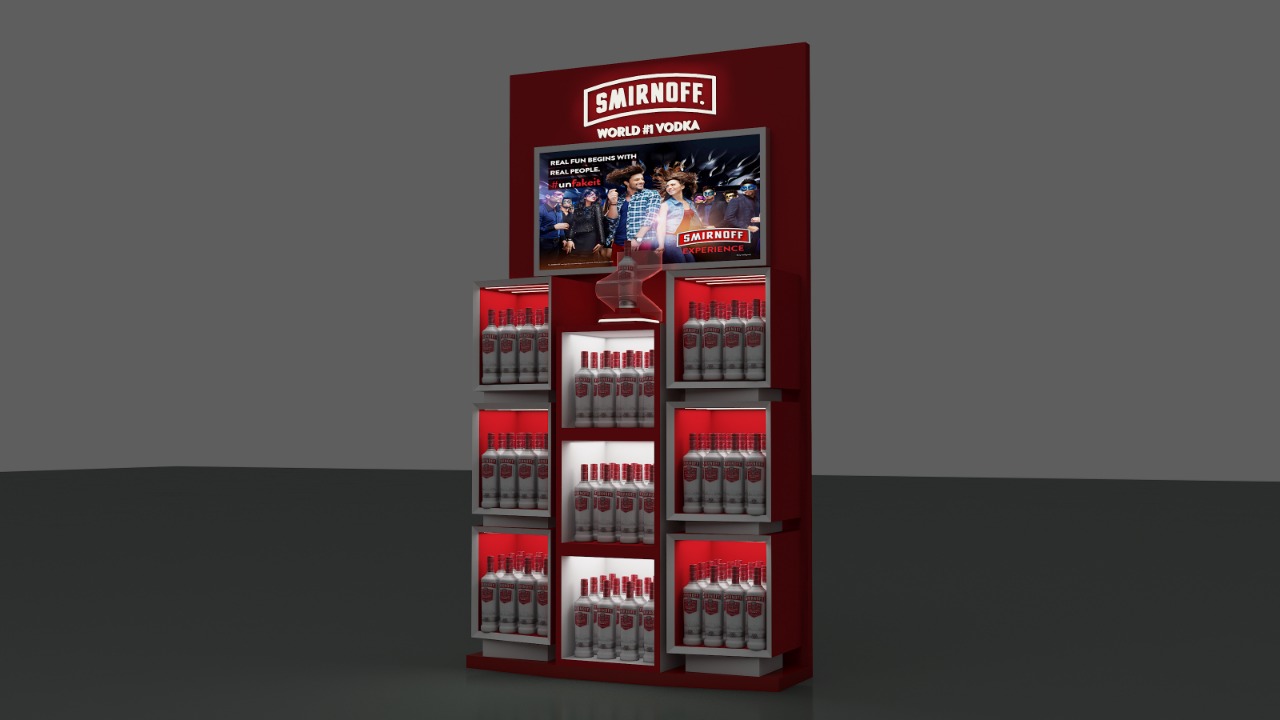 SMIRNOFF.
WORLD #1 VODKA
REAL FUN BEGINS WITH
REAL PEOPLE.
#unfakeit
SMIRNOFF
EXPERIENCE